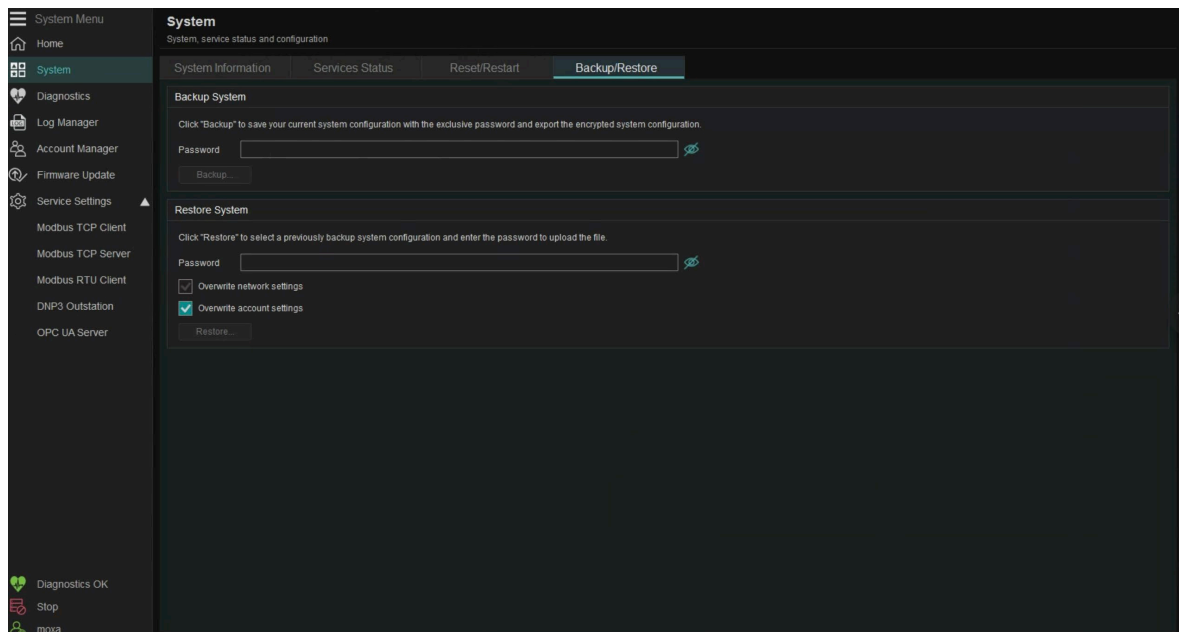 System Menu
Home
System
Diagnostics
Log Manager
Account Manager
Firmware Update
Service Settings
Modbus TCP Client
Modbus TCP Server
Modbus RTU Client
DNP3 Outstation
OPC UA Server
Diagnostics OK
Stop
moxa
System
System, service status and configuration
System Information Services Status Reset/Restart Backup/Restore
Backup System
Click "Backup" to save your current system configuration with the exclusive password and export the encrypted system configuration.
Password
Backup...
Restore System
Click "Restore" to select a previously backup system configuration and enter the password to upload the file.
Password
Overwrite network settings
Overwrite account settings
Restore...